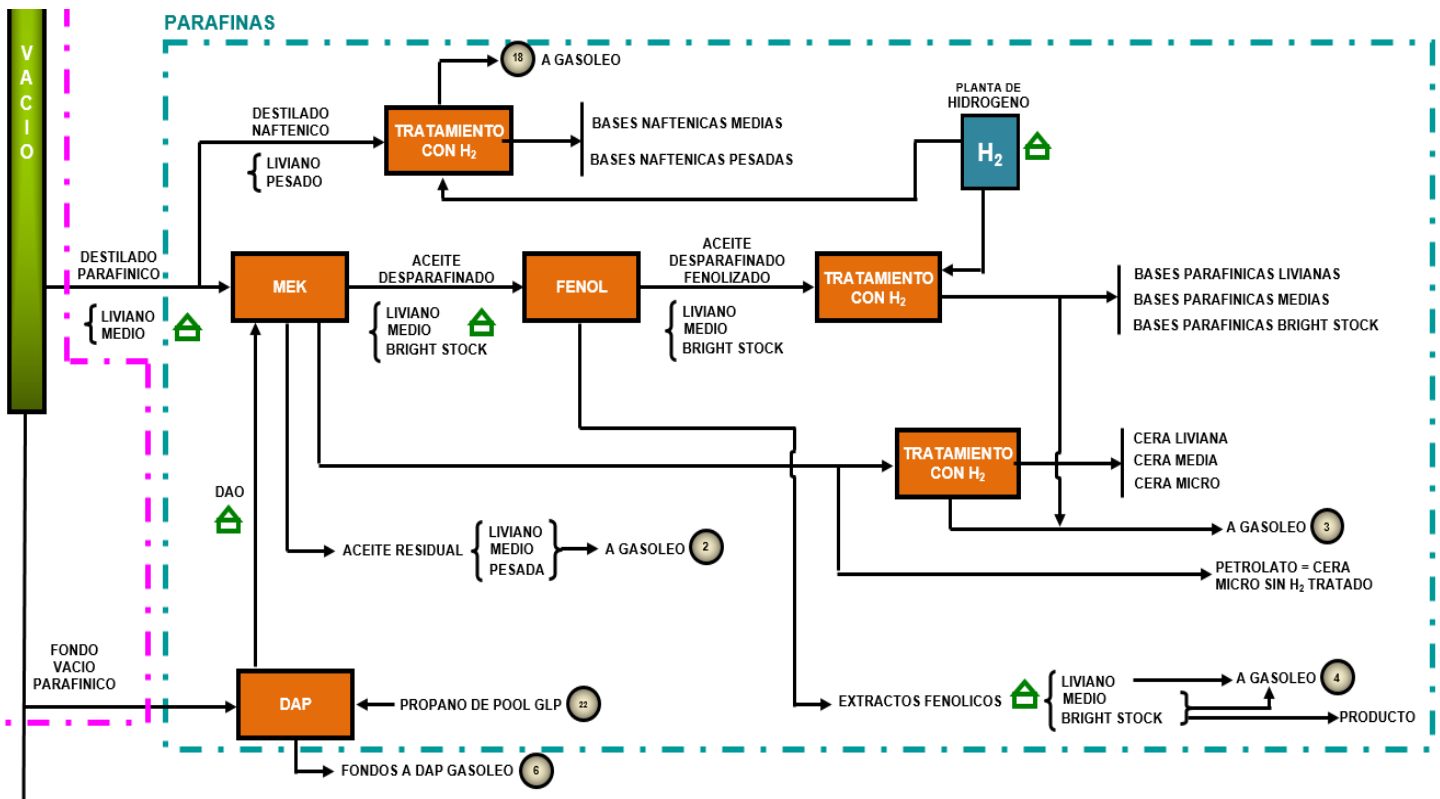 PARAFINAS
VACIO
18
A GASOLEO
PLANTA DE
HIDROGENO
H₂
DESTILADO
NAFTENICO
LIVIANO
PESADO
TRATAMIENTO
CON H₂
BASES NAFTENICAS MEDIAS
BASES NAFTENICAS PESADAS
DESTILADO
PARAFINICO
LIVIANO
MEDIO
MEK
ACEITE
DESPARAFINADO
LIVIANO
MEDIO
BRIGHT STOCK
FENOL
ACEITE
DESPARAFINADO
FENOLIZADO
LIVIANO
MEDIO
BRIGHT STOCK
TRATAMIENTO
CON H₂
BASES PARAFINICAS LIVIANAS
BASES PARAFINICAS MEDIAS
BASES PARAFINICAS BRIGHT STOCK
TRATAMIENTO
CON H₂
CERA LIVIANA
CERA MEDIA
CERA MICRO
DAO
A GASOLEO
3
ACEITE RESIDUAL
LIVIANO
MEDIO
PESADA
A GASOLEO
2
PETROLATO = CERA
MICRO SIN H₂ TRATADO
FONDO
VACIO
PARAFINICO
DAP
PROPANO DE POOL GLP
22
EXTRACTOS FENOLICOS
LIVIANO
MEDIO
BRIGHT STOCK
A GASOLEO
4
PRODUCTO
FONDOS A DAP GASOLEO
6